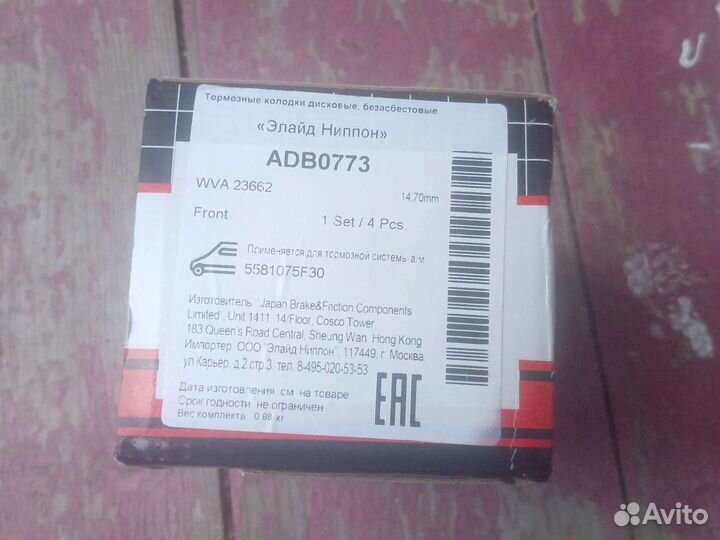 Тормозные колодки дисковые, безасбестовые
«Элайд Ниппон»
ADB0773
WVA 23662
14,70mm
Front
1 Set / 4 Pcs.
Применяется для тормозной системы а/м
5581075F30
Изготовитель "Japan Brake&Friction Components
Limited", Unit 1411, 14/Floor, Cosco Tower
183 Queen's Road Central, Sheung Wan, Hong Kong
Импортер ООО "Элайд Ниппон", 117449, г. Москва
ул Карьер, д.2 стр 3, тел. 8-495-020-53-53
Дата изготовления см на товаре
Срок годности не ограничен
Вес комплекта 0.98 кг
EAC
Avito